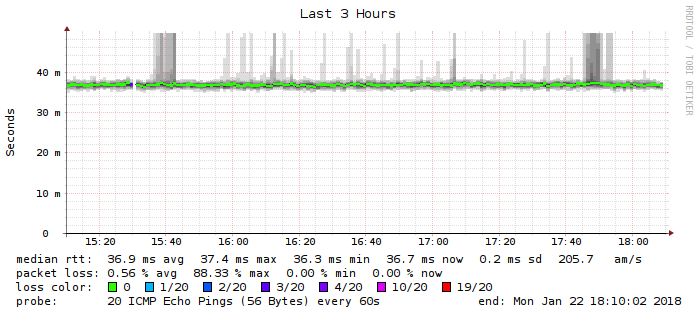 Last 3 Hours
RRDTOOL / TOBI OETIKER
Seconds
40 m
30 m
20 m
10 m
0
15:20 15:40 16:00 16:20 16:40 17:00 17:20 17:40 18:00
median rtt: 36.9 ms avg 37.4 ms max 36.3 ms min 36.7 ms now 0.2 ms sd 205.7 am/s
packet loss: 0.56 % avg 88.33 % max 0.00 % min 0.00 % now
loss color: 0 1/20 2/20 3/20 4/20 10/20 19/20
probe: 20 ICMP Echo Pings (56 Bytes) every 60s end: Mon Jan 22 18:10:02 2018